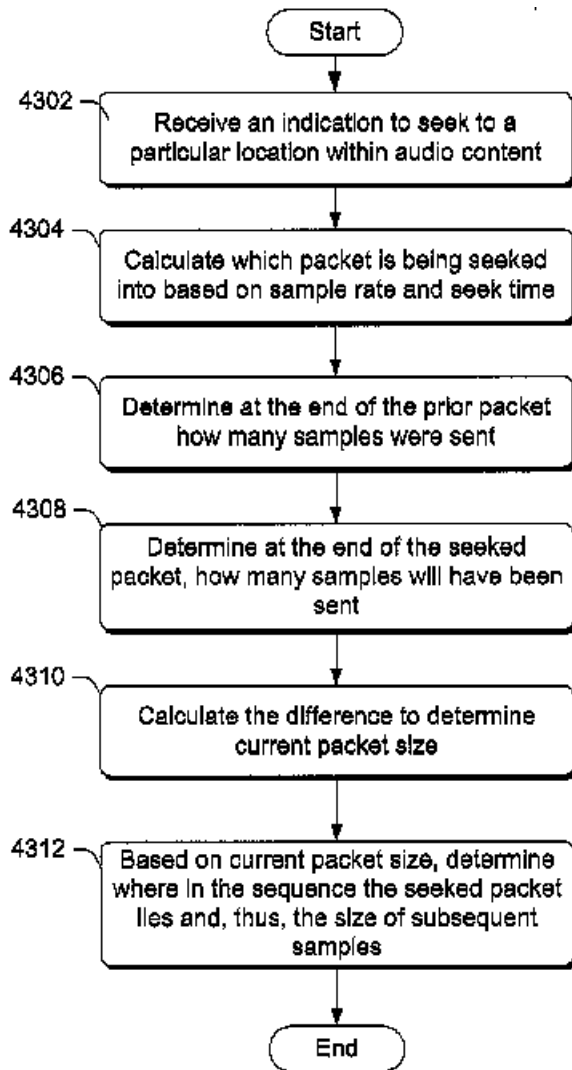 Start
4302
Receive an indication to seek to a
particular location within audio content
4304
Calculate which packet is being seeked
into based on sample rate and seek time
4306
Determine at the end of the prior packet
how many samples were sent
4308
Determine at the end of the seeked
packet, how many samples will have been
sent
4310
Calculate the difference to determine
current packet size
4312
Based on current packet size, determine
where in the sequence the seeked packet
lies and, thus, the size of subsequent
samples
End